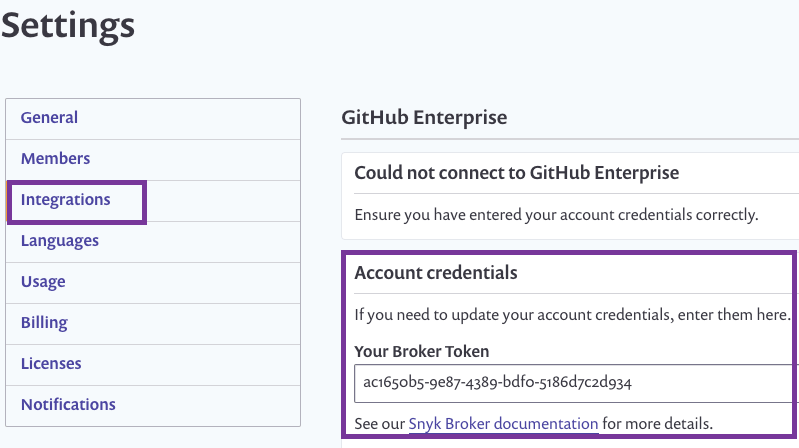 Settings
General
Members
Integrations
Languages
Usage
Billing
Licenses
Notifications
GitHub Enterprise
Could not connect to GitHub Enterprise
Ensure you have entered your account credentials correctly.
Account credentials
If you need to update your account credentials, enter them here.
Your Broker Token
ac1650b5-9e87-4389-bdf0-5186d7c2d934
See our Snyk Broker documentation for more details.